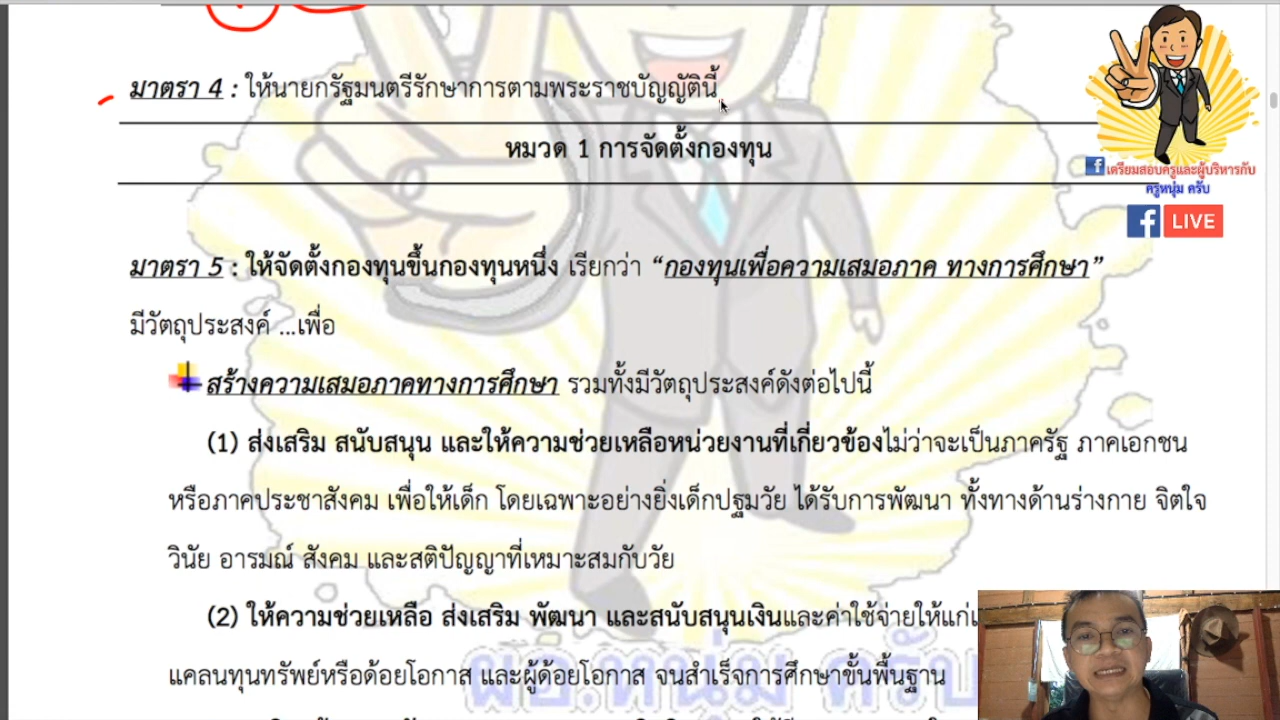 มาตรา 4 : ให้นายกรัฐมนตรีรักษาการตามพระราชบัญญัตินี้
หมวด 1 การจัดตั้งกองทุน
เตรียมสอบครูและผู้บริหารกับ
ครูหนุ่ม ครับ
f LIVE
มาตรา 5 : ให้จัดตั้งกองทุนขึ้นกองทุนหนึ่ง เรียกว่า “กองทุนเพื่อความเสมอภาค ทางการศึกษา”
มีวัตถุประสงค์ ...เพื่อ
สร้างความเสมอภาคทางการศึกษา รวมทั้งมีวัตถุประสงค์ดังต่อไปนี้
(1) ส่งเสริม สนับสนุน และให้ความช่วยเหลือหน่วยงานที่เกี่ยวข้องไม่ว่าจะเป็นภาครัฐ ภาคเอกชน
หรือภาคประชาสังคม เพื่อให้เด็ก โดยเฉพาะอย่างยิ่งเด็กปฐมวัย ได้รับการพัฒนา ทั้งทางด้านร่างกาย จิตใจ
วินัย อารมณ์ สังคม และสติปัญญาที่เหมาะสมกับวัย
(2) ให้ความช่วยเหลือ ส่งเสริม พัฒนา และสนับสนุนเงินและค่าใช้จ่ายให้แก่
แคลนทุนทรัพย์หรือด้อยโอกาส และผู้ด้อยโอกาส จนสำเร็จการศึกษาขั้นพื้นฐาน
ผอ.หนุ่ม ครับ